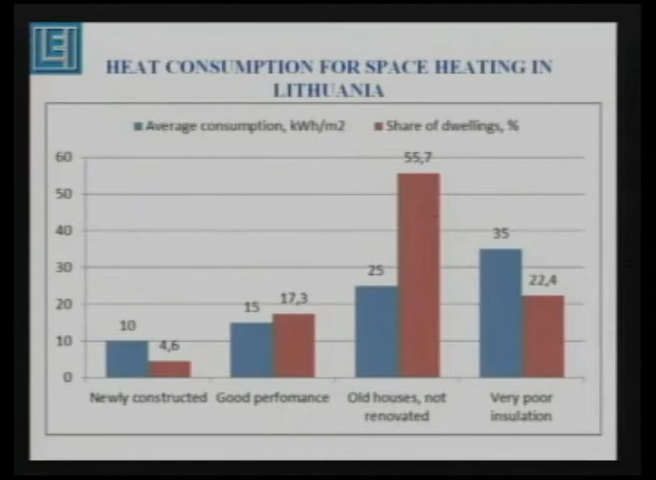 LEI
HEAT CONSUMPTION FOR SPACE HEATING IN
LITHUANIA
Average consumption, kWh/m2 Share of dwellings, %
60
50
40
30
20
10
0
10
4,6
15
17,3
25
55,7
35
22,4
Newly constructed Good perfomance Old houses, not
renovated Very poor
insulation